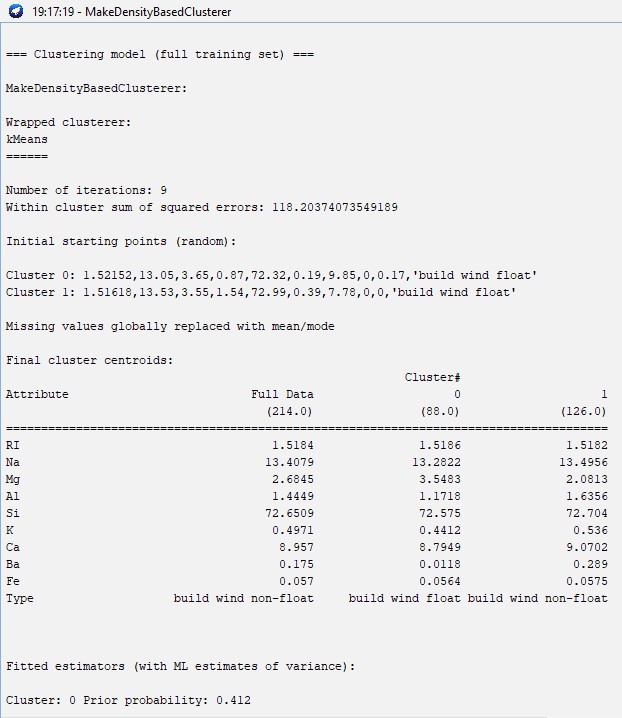 19:17:19 - MakeDensityBasedClusterer
=== Clustering model (full training set) ===
MakeDensityBasedClusterer:
Wrapped clusterer:
kMeans
======
Number of iterations: 9
Within cluster sum of squared errors: 118.20374073549189
Initial starting points (random):
Cluster 0: 1.52152,13.05,3.65,0.87,72.32,0.19,9.85,0,0.17,'build wind float'
Cluster 1: 1.51618,13.53,3.55,1.54,72.99,0.39,7.78,0,0,'build wind float'
Missing values globally replaced with mean/mode
Final cluster centroids:
Cluster#
Attribute Full Data 0 1
(214.0) (88.0) (126.0)
======================================================================================
RI 1.5184 1.5186 1.5182
Na 13.4079 13.2822 13.4956
Mg 2.6845 3.5483 2.0813
Al 1.4449 1.1718 1.6356
Si 72.6509 72.575 72.704
K 0.4971 0.4412 0.536
Ca 8.957 8.7949 9.0702
Ba 0.175 0.0118 0.289
Fe 0.057 0.0564 0.0575
Type build wind non-float build wind float build wind non-float
Fitted estimators (with ML estimates of variance):
Cluster: 0 Prior probability: 0.412